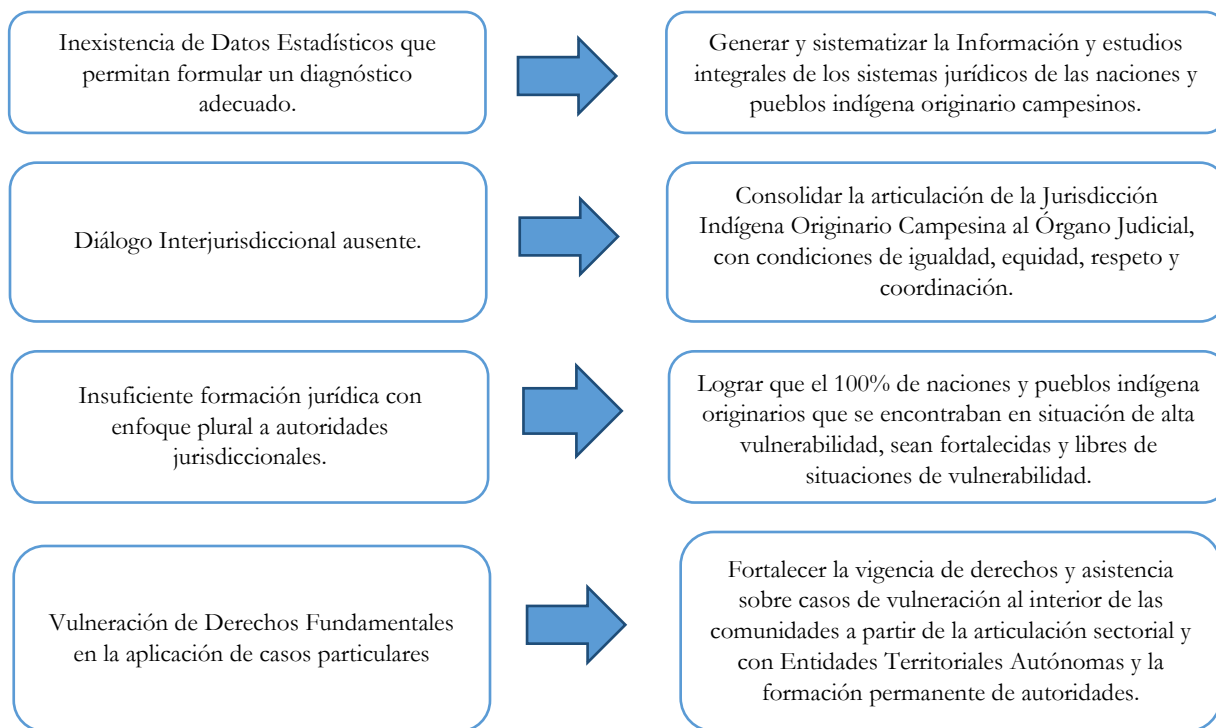 Inexistencia de Datos Estadísticos que
permitan formular un diagnóstico
adecuado.
Generar y sistematizar la Información y estudios
integrales de los sistemas jurídicos de las naciones y
pueblos indígena originario campesinos.
Diálogo Interjurisdiccional ausente.
Consolidar la articulación de la Jurisdicción
Indígena Originario Campesina al Órgano Judicial,
con condiciones de igualdad, equidad, respeto y
coordinación.
Insuficiente formación jurídica con
enfoque plural a autoridades
jurisdiccionales.
Lograr que el 100% de naciones y pueblos indígena
originarios que se encontraban en situación de alta
vulnerabilidad, sean fortalecidas y libres de
situaciones de vulnerabilidad.
Vulneración de Derechos Fundamentales
en la aplicación de casos particulares
Fortalecer la vigencia de derechos y asistencia
sobre casos de vulneración al interior de las
comunidades a partir de la articulación sectorial y
con Entidades Territoriales Autónomas y la
formación permanente de autoridades.